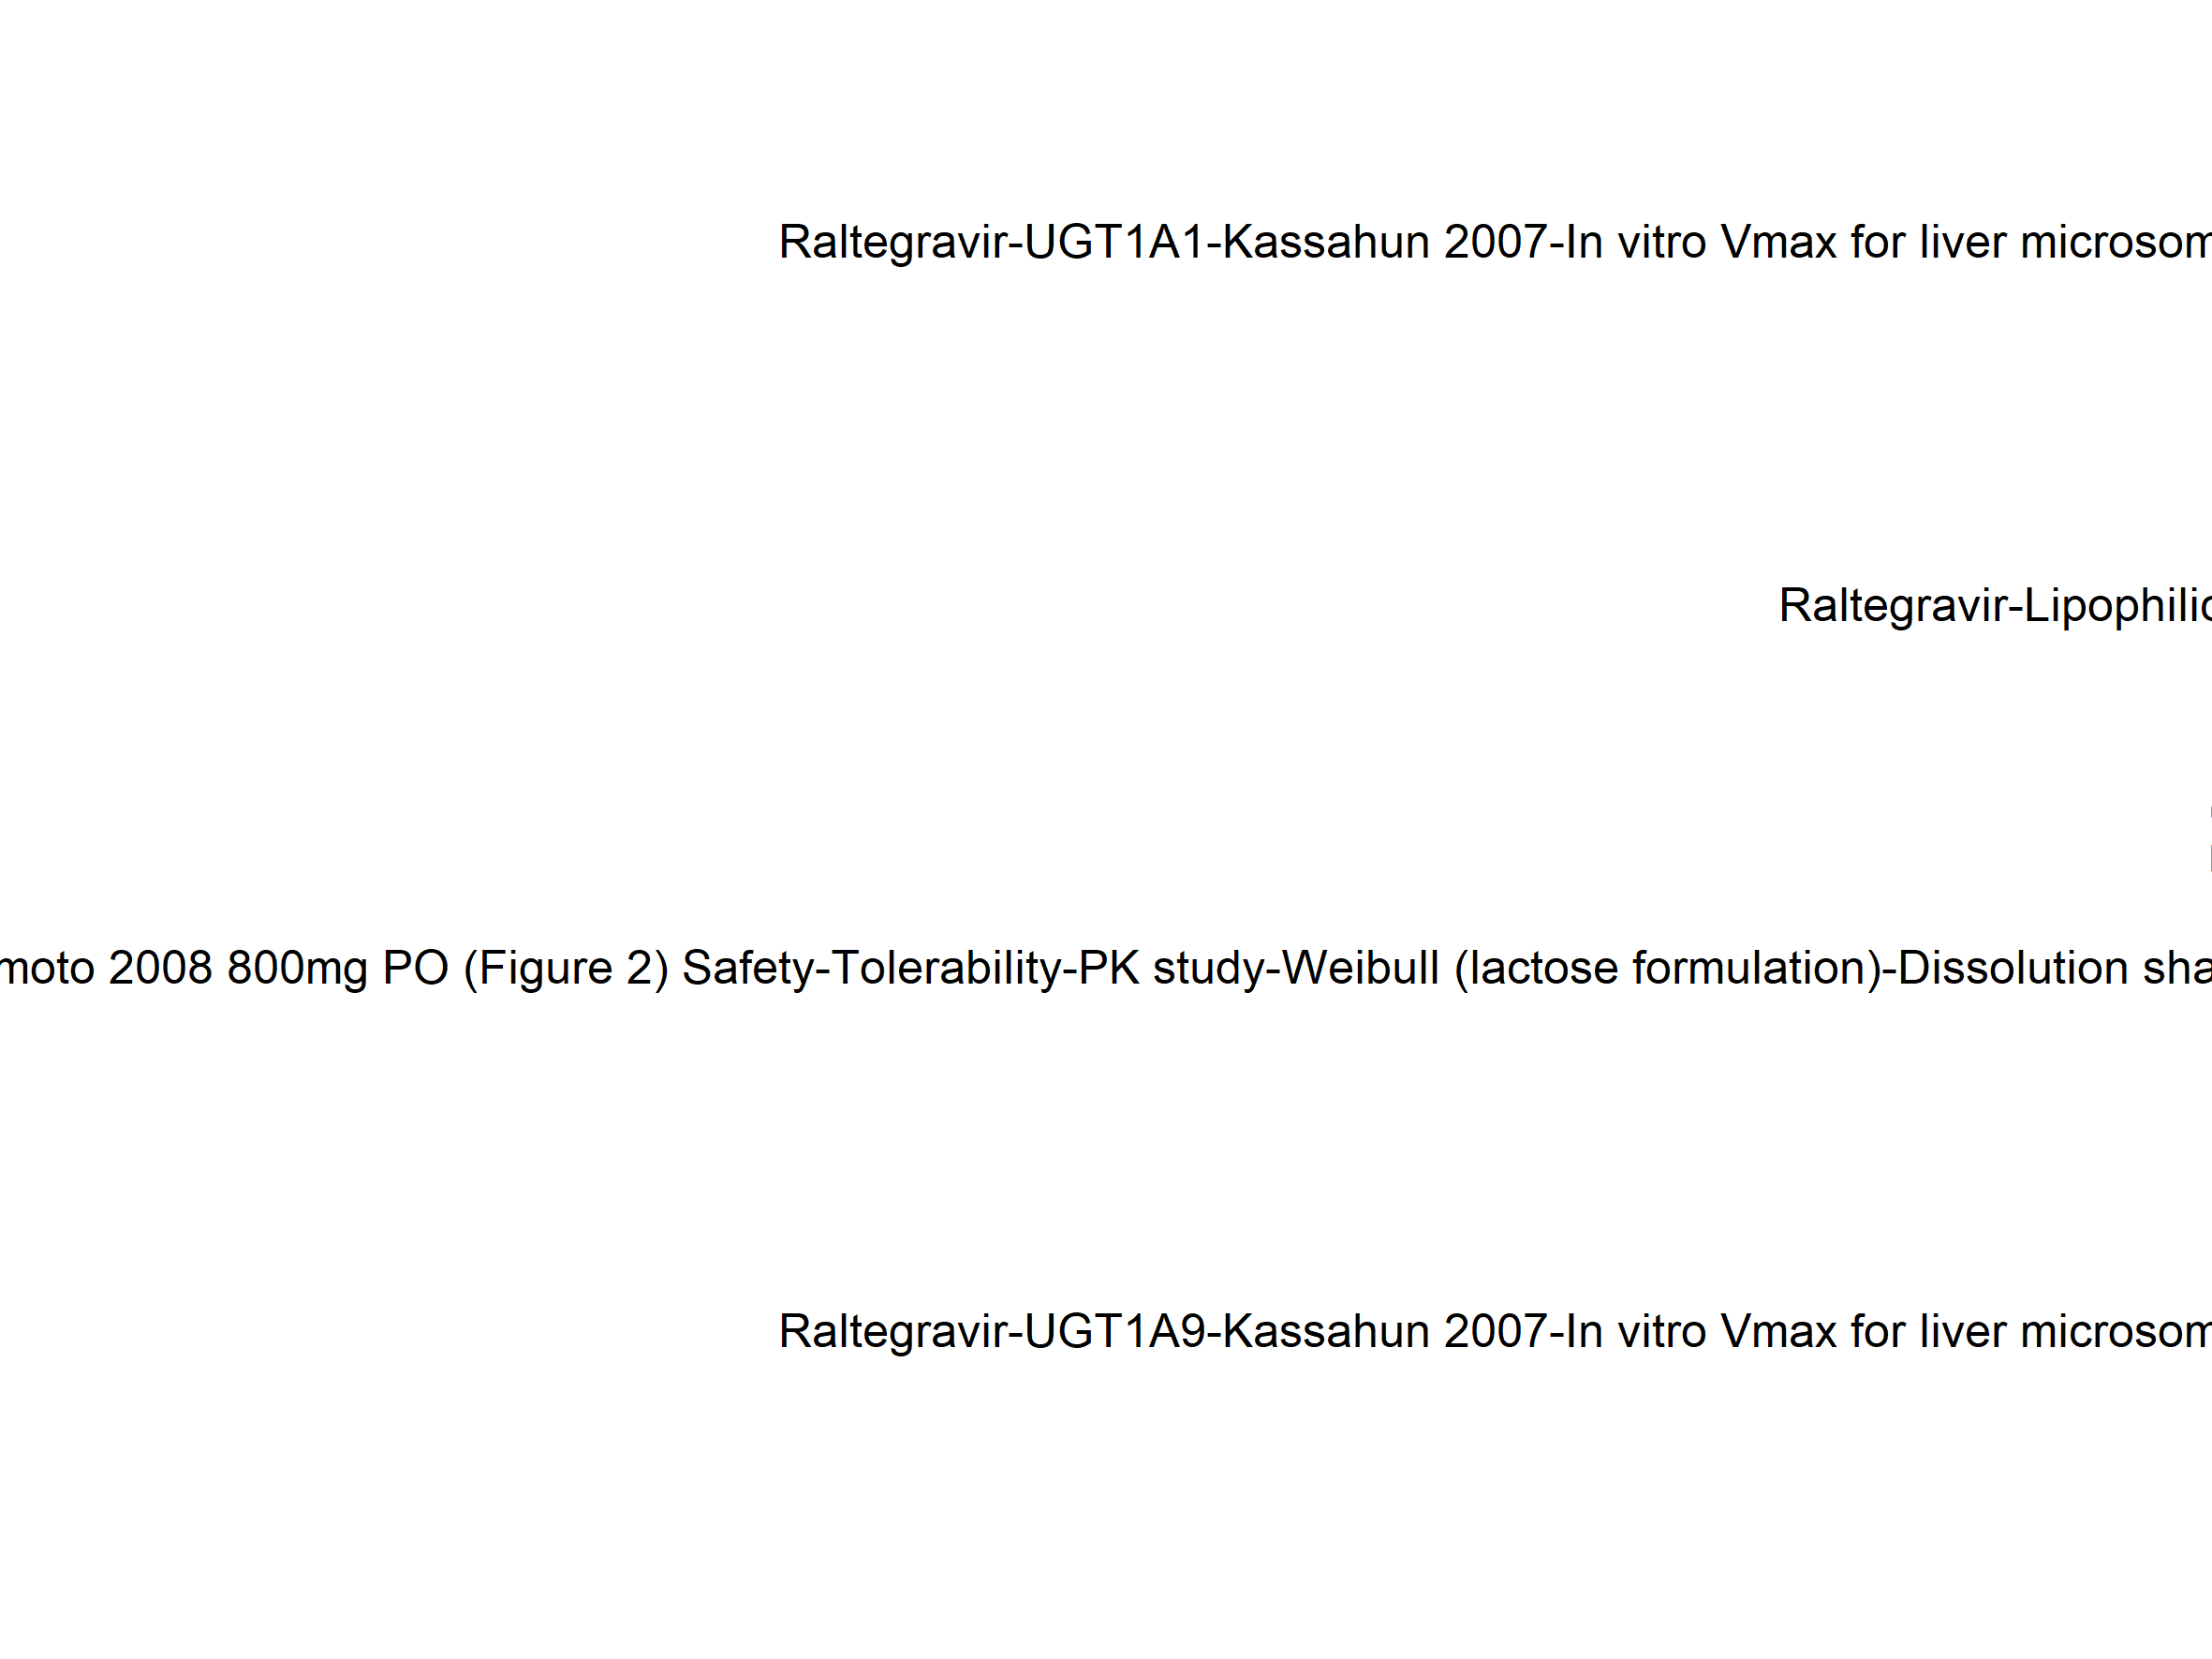 Raltegravir-UGT1A1-Kassahun 2007-In vitro Vmax for liver microsom
Raltegravir-Lipophilic
moto 2008 800mg PO (Figure 2) Safety-Tolerability-PK study-Weibull (lactose formulation)-Dissolution sha
Raltegravir-UGT1A9-Kassahun 2007-In vitro Vmax for liver microsom